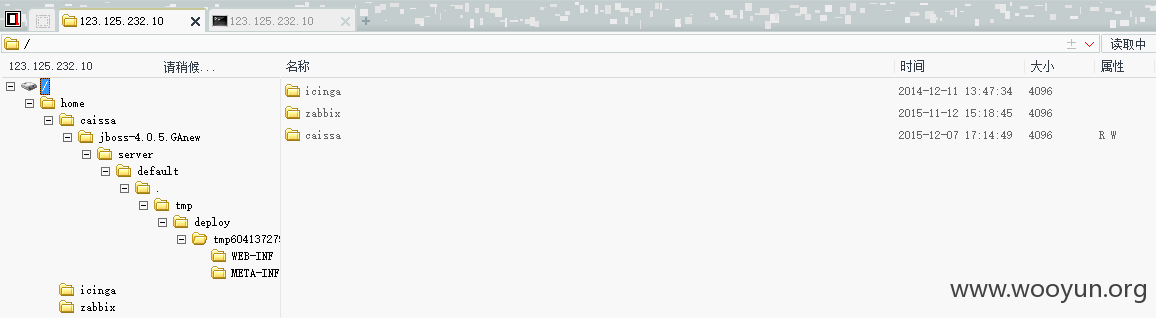 123.125.232.10 123.125.232.10
/ 读取中
123.125.232.10 请稍候... 名称 时间 大小 属性
/
home
caissa
jboss-4.0.5.GAnew
server
default
.
tmp
deploy
tmp604137279
WEB-INF
META-INF
icinga
zabbix
icinga 2014-12-11 13:47:34 4096
zabbix 2015-11-12 15:18:45 4096
caissa 2015-12-07 17:14:49 4096 R W
www.wooyun.org